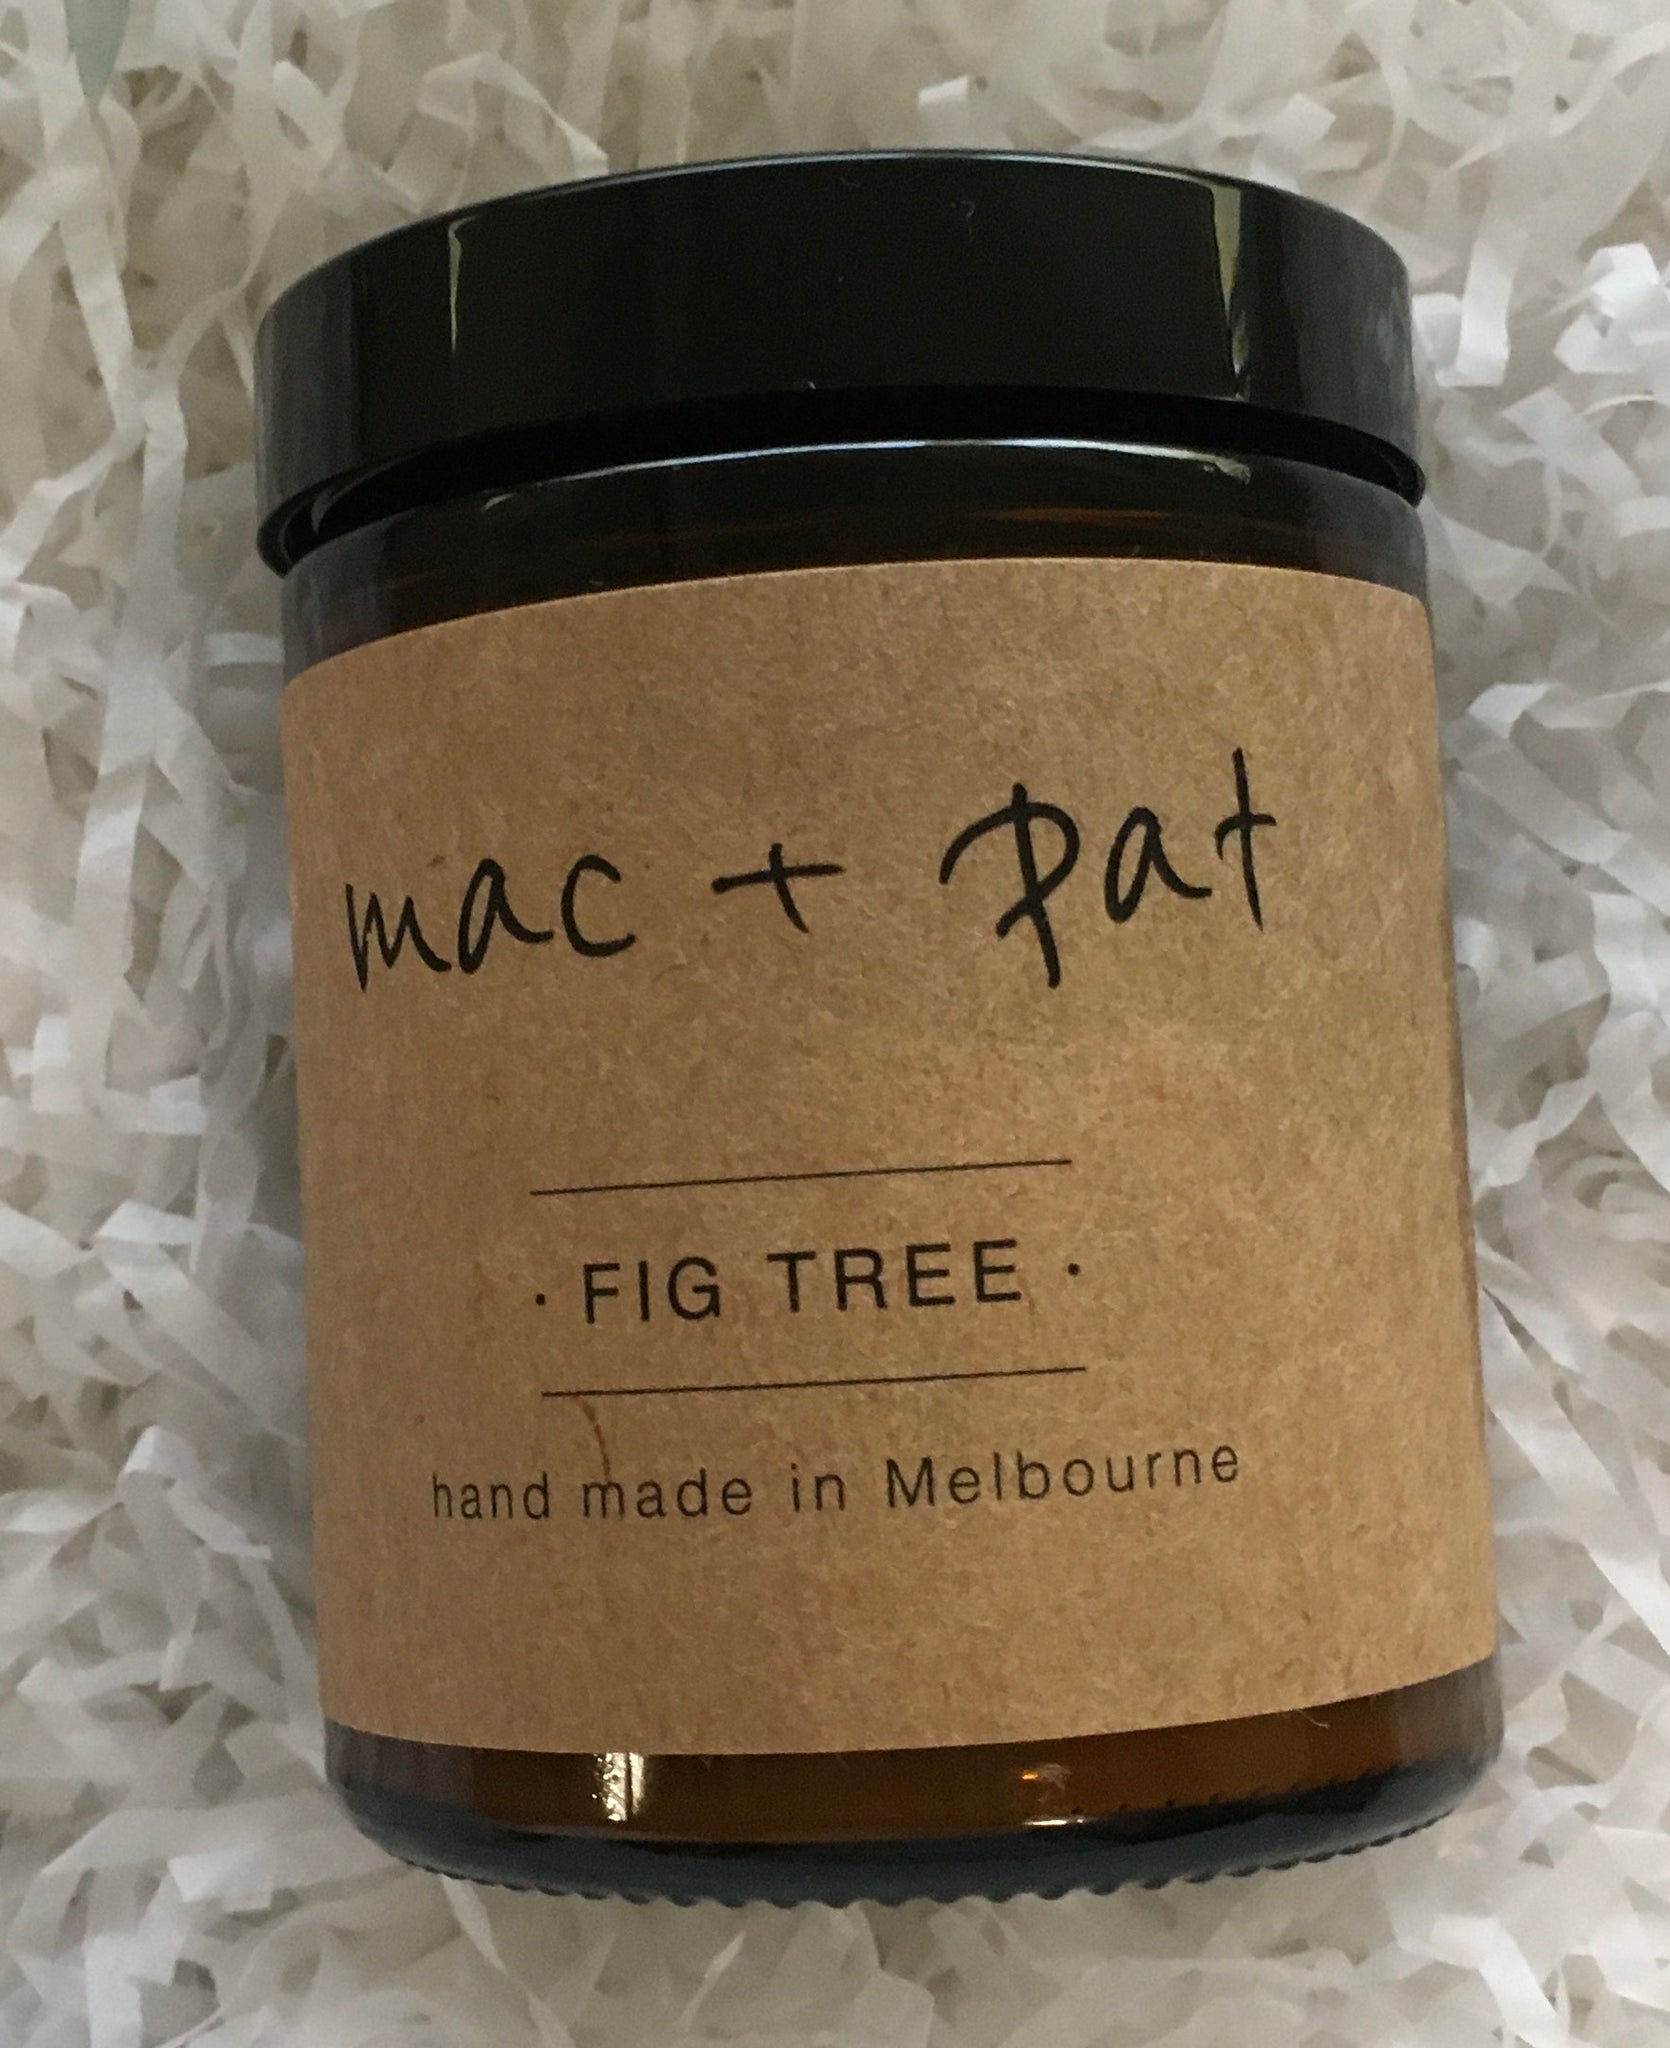 mac + Pat
· FIG TREE ·
hand made in Melbourne